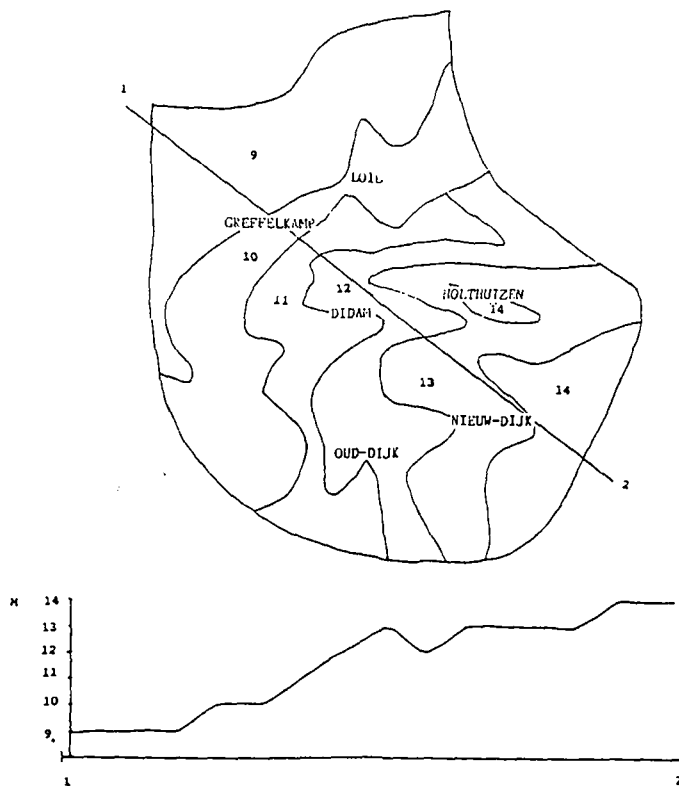 1
9
LOIL
GREFFELKAMP
10
12
HOLTHUIZEN
11
14
DIDAM
13
14
NIEUW-DIJK
OUD-DIJK
2
M 14
13
12
11
10
9
1 2